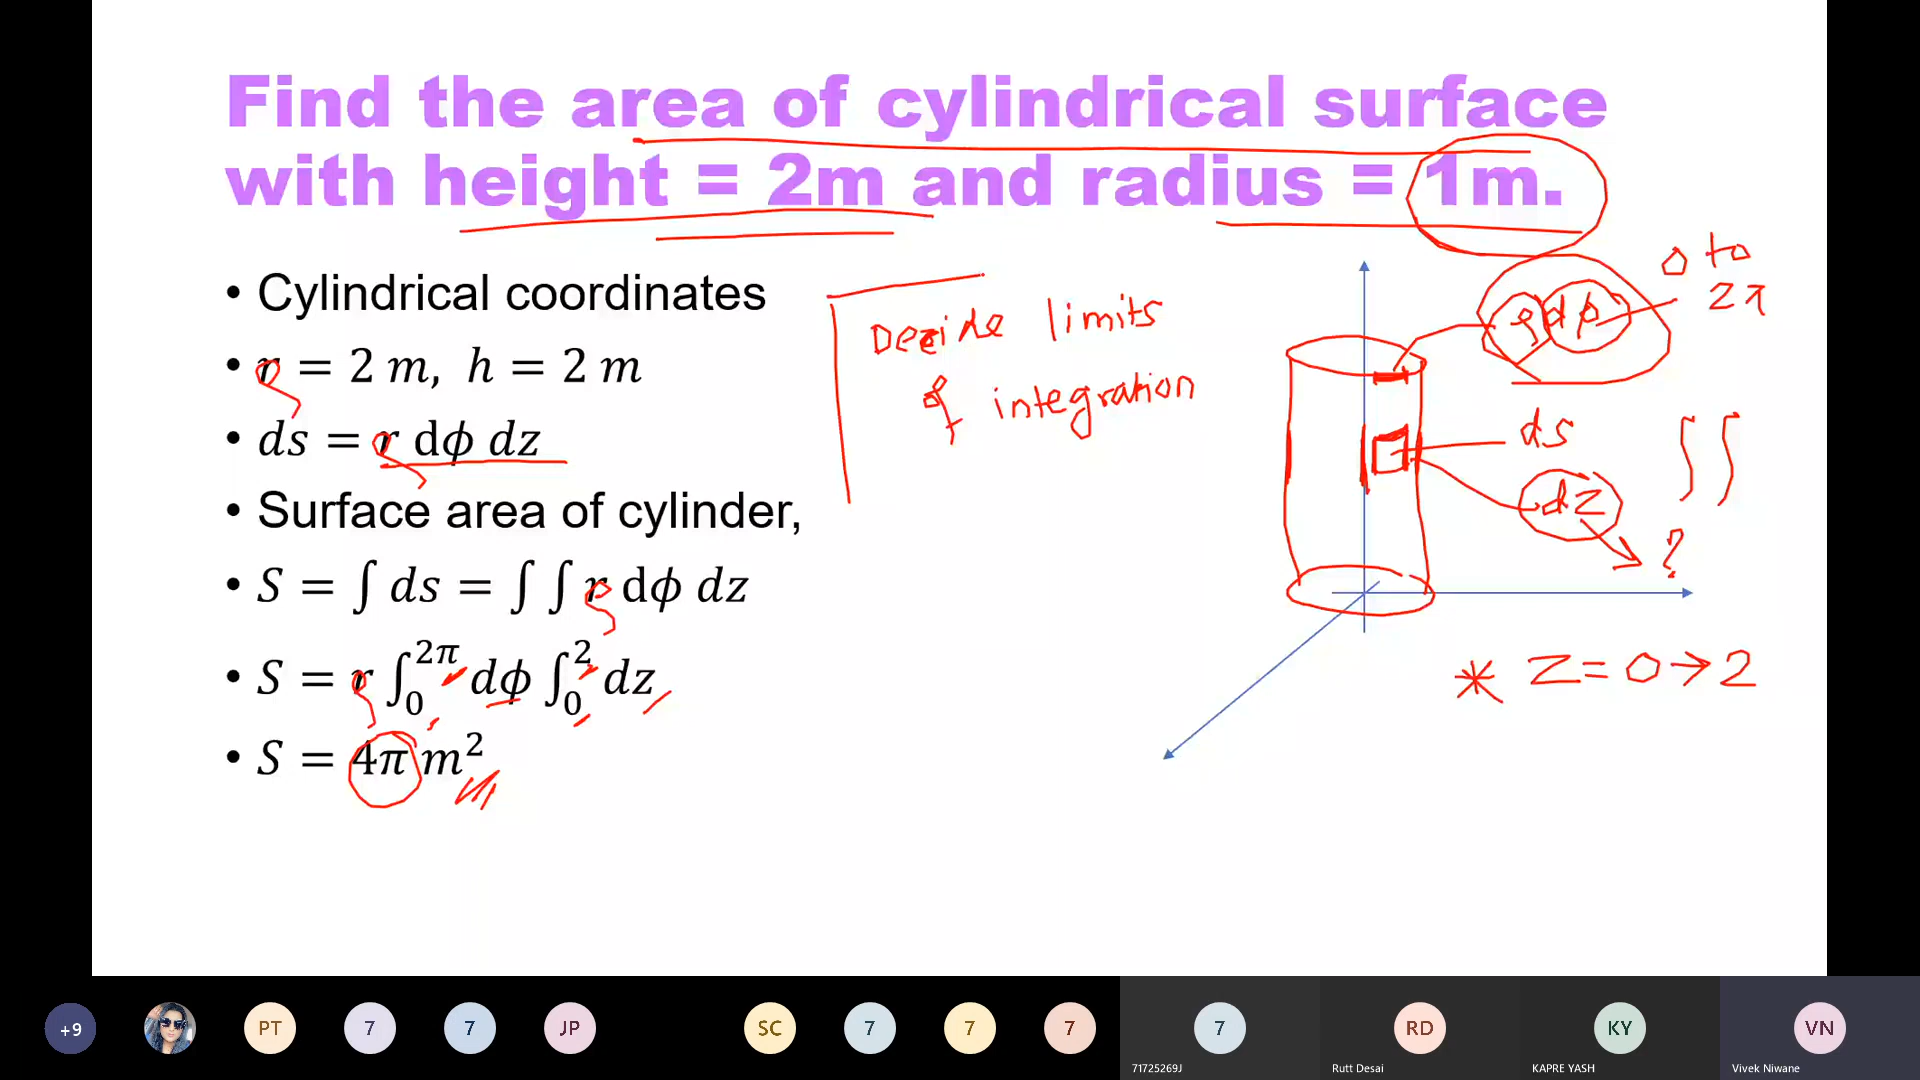 Find the area of cylindrical surface
with height = 2m and radius = 1m.
• Cylindrical coordinates
• r = 2 m, h = 2 m
• ds = r dϕ dz
• Surface area of cylinder,
• S = ∫ ds = ∫ ∫ r dϕ dz
• S = r ∫₀^2π dϕ ∫₀^2 dz
• S = 4π m²
Decide limits
of integration
ρdϕ
0 to
2π
ds
∫∫
dz
?
* Z = 0 → 2
+9
PT
7
7
JP
SC
7
7
7
7
RD
KY
VN
71725269J
Rutt Desai
KAPRE YASH
Vivek Niwane